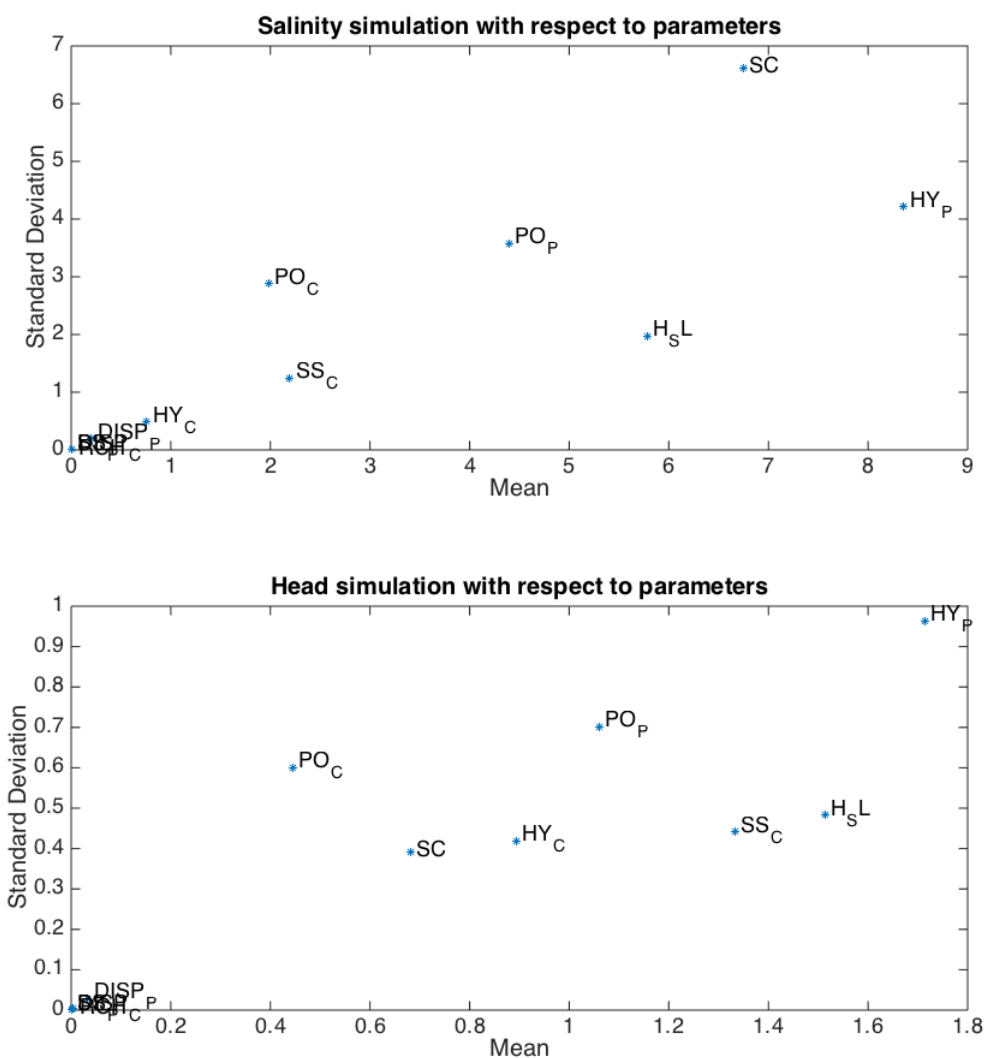 Salinity simulation with respect to parameters
7
SC
6
5
HY_P
4
PO_P
3
PO_C
2
H_SL
SS_C
1
HY_C
DISP_P
0
0 1 2 3 4 5 6 7 8 9
Standard Deviation
Mean
Head simulation with respect to parameters
1
HY_P
0.9
0.8
PO_P
0.7
PO_C
0.6
0.5
H_SL
SS_C
HY_C
SC
0.4
0.3
0.2
0.1
DISP_P
0
0 0.2 0.4 0.6 0.8 1 1.2 1.4 1.6 1.8
Standard Deviation
Mean